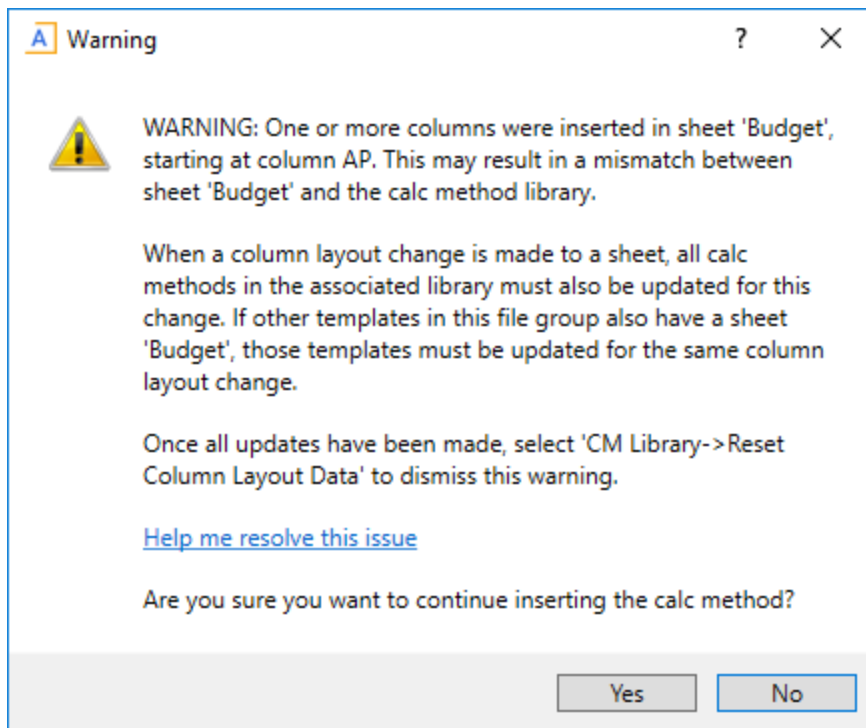 A Warning ? X
WARNING: One or more columns were inserted in sheet 'Budget',
starting at column AP. This may result in a mismatch between
sheet 'Budget' and the calc method library.
When a column layout change is made to a sheet, all calc
methods in the associated library must also be updated for this
change. If other templates in this file group also have a sheet
'Budget', those templates must be updated for the same column
layout change.
Once all updates have been made, select 'CM Library->Reset
Column Layout Data' to dismiss this warning.
Help me resolve this issue
Are you sure you want to continue inserting the calc method?
Yes No